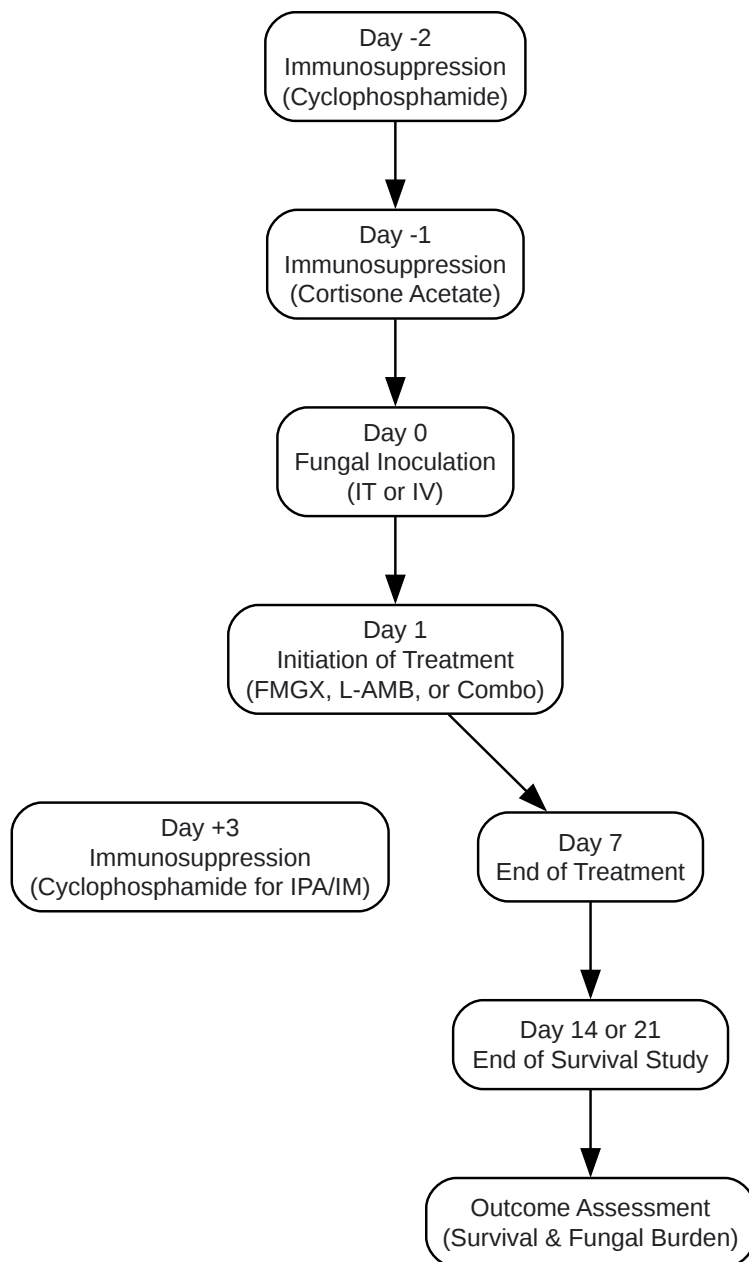 Day -2
Immunosuppression
(Cyclophosphamide)
Day -1
Immunosuppression
(Cortisone Acetate)
Day 0
Fungal Inoculation
(IT or IV)
Day 1
Initiation of Treatment
(FMGX, L-AMB, or Combo)
Day +3
Immunosuppression
(Cyclophosphamide for IPA/IM)
Day 7
End of Treatment
Day 14 or 21
End of Survival Study
Outcome Assessment
(Survival & Fungal Burden)